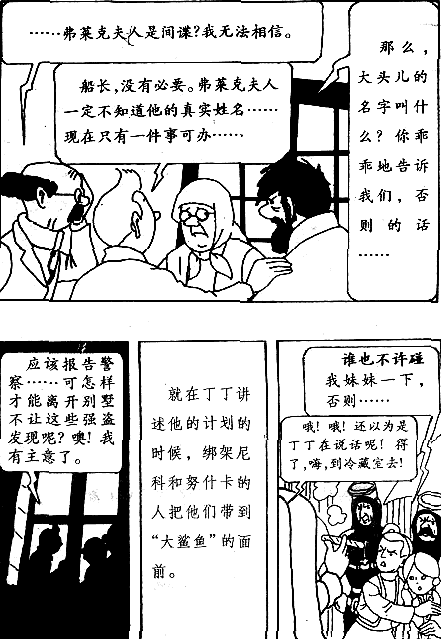 ……弗莱克夫人是间谍?我无法相信。
船长,没有必要。弗莱克夫人
一定不知道他的真实姓名……
现在只有一件事可办……
那么,
大头儿的
名字叫什
么?你乖
乖地告诉
我们,否
则的话
……
应该报告警
察……可怎样
才能离开别墅
不让这些强盗
发现呢?噢!我
有主意了。
就在丁丁讲
述他的计划的
时候,绑架尼
科和努什卡的
人把他们带到
“大鲨鱼”的面
前。
谁也不许碰
我妹妹一下,
否则……
哦!哦!还以为是
丁丁在说话呢!得
了,嗨,到冷藏室去!